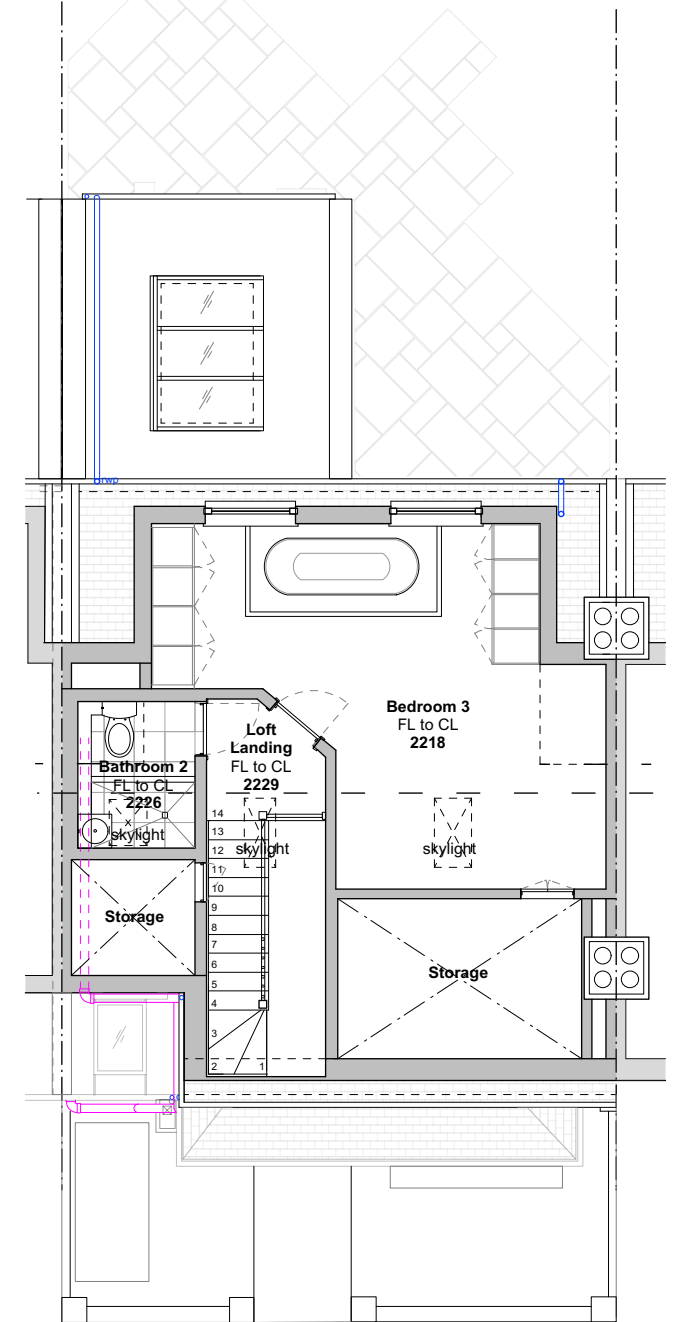 rwp
Bedroom 3
FL to CL
2218
Loft
Landing
FL to CL
2229
Bathroom 2
FL to CL
2226
skylight
skylight
skylight
14
13
12
11
10
9
8
7
6
5
4
3
2
1
Storage
Storage